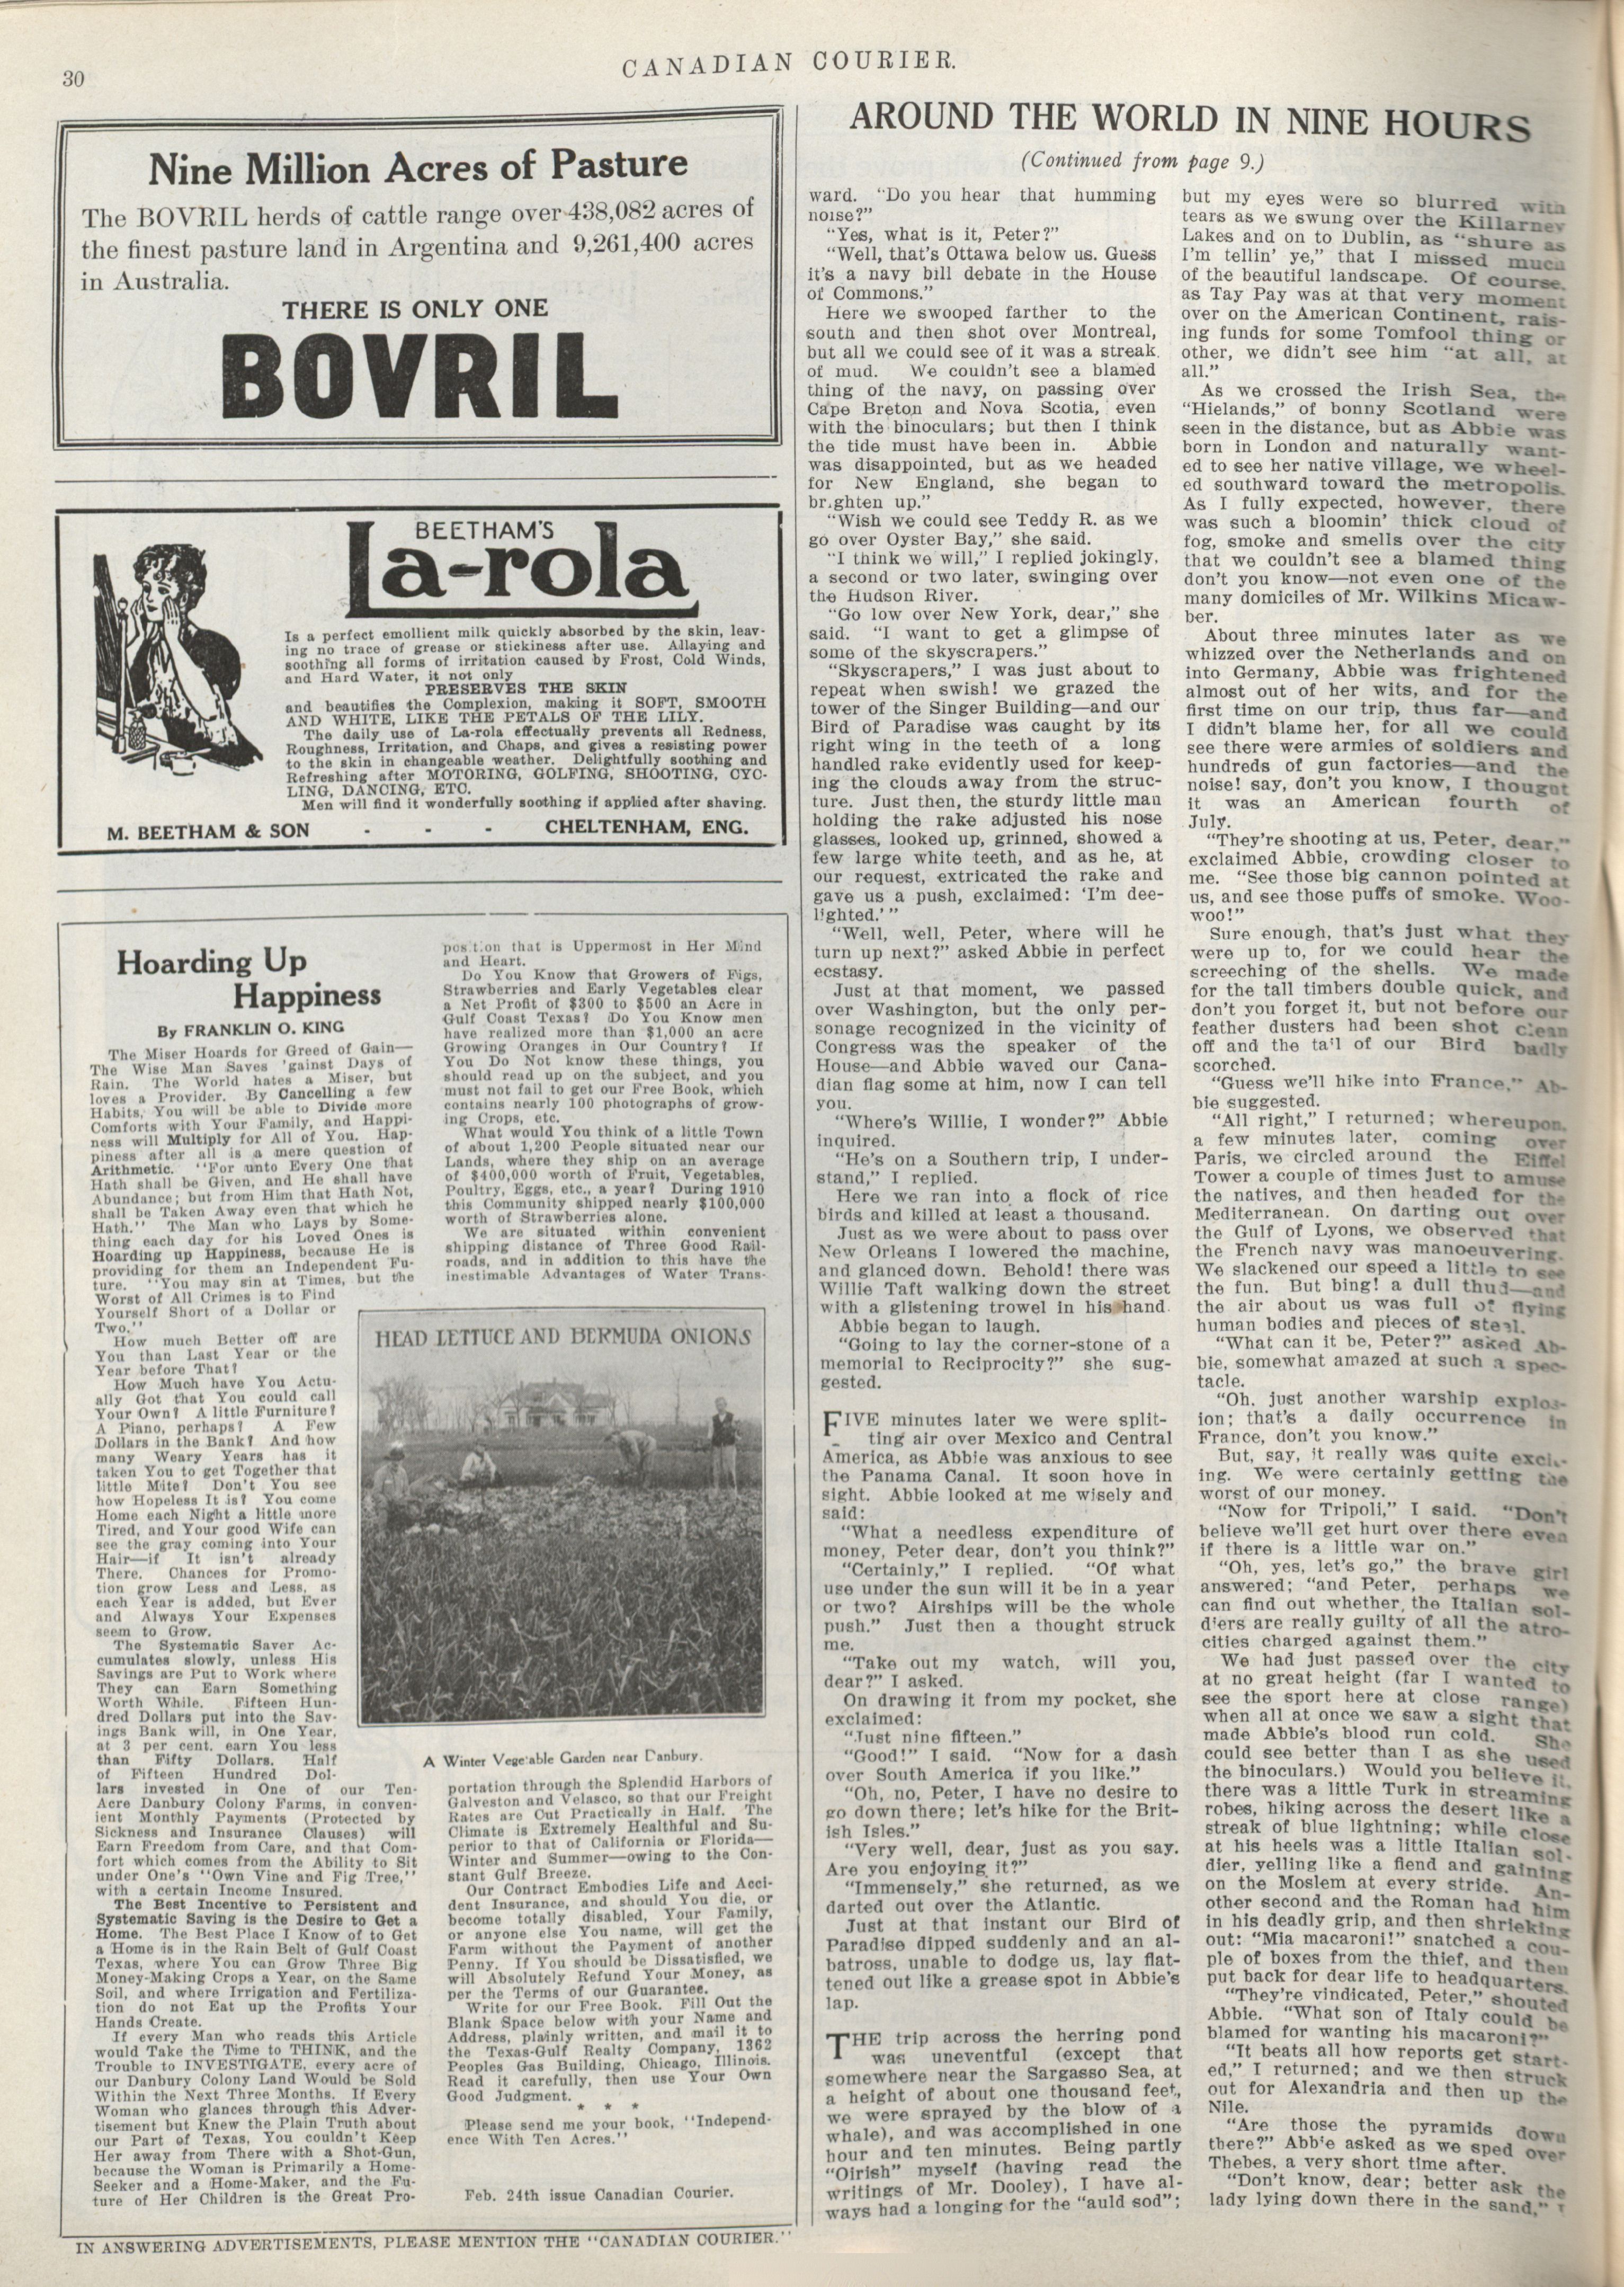 30
CANADIAN COURIER.
Nine Million Acres of Pasture
The BOVRIL herds of cattle range over 438,082 acres of
the finest pasture land in Argentina and 9,261,400 acres
in Australia.
THERE IS ONLY ONE
BOVRIL
BEETHAM'S
La-rola
Is a perfect emollient milk quickly absorbed by the skin, leav-
ing no trace of grease or stickiness after use. Allaying and
soothing all forms of irritation caused by Frost, Cold Winds,
and Hard Water, it not only
PRESERVES THE SKIN
and beautifies the Complexion, making it SOFT, SMOOTH
AND WHITE, LIKE THE PETALS OF THE LILY.
The daily use of La-rola effectually prevents all Redness,
Roughness, Irritation, and Chaps, and gives a resisting power
to the skin in changeable weather. Delightfully soothing and
Refreshing after MOTORING, GOLFING, SHOOTING, CYC-
LING, DANCING, ETC.
Men will find it wonderfully soothing if applied after shaving.
M. BEETHAM & SON - - - CHELTENHAM, ENG.
Hoarding Up
Happiness
By FRANKLIN O. KING
The Miser Hoards for Greed of Gain—
The Wise Man Saves 'gainst Days of
Rain. The World hates a Miser, but
loves a Provider. By Cancelling a few
Habits, You will be able to Divide more
Comforts with Your Family, and Happi-
ness will Multiply for All of You. Hap-
piness after all is a mere question of
Arithmetic. "For unto Every One that
Hath shall be Given, and He shall have
Abundance; but from Him that Hath Not,
shall be Taken Away even that which he
Hath." The Man who Lays by Some-
thing each day for his Loved Ones is
Hoarding up Happiness, because He is
providing for them an Independent Fu-
ture. "You may sin at Times, but the
Worst of All Crimes is to Find
Yourself Short of a Dollar or
Two."
How much Better off are
You than Last Year or the
Year before That?
How Much have You Actu-
ally Got that You could call
Your Own? A little Furniture?
A Piano, perhaps? A Few
Dollars in the Bank? And how
many Weary Years has it
taken You to get Together that
little Mite? Don't You see
how Hopeless It is? You come
Home each Night a little more
Tired, and Your good Wife can
see the gray coming into Your
Hair—if It isn't already
There. Chances for Promo-
tion grow Less and Less, as
each Year is added, but Ever
and Always Your Expenses
seem to Grow.
The Systematic Saver Ac-
cumulates slowly, unless His
Savings are Put to Work where
They can Earn Something
Worth While. Fifteen Hun-
dred Dollars put into the Sav-
ings Bank will, in One Year,
at 3 per cent. earn You less
than Fifty Dollars. Half
of Fifteen Hundred Dol-
lars invested in One of our Ten-
Acre Danbury Colony Farms, in conven-
ient Monthly Payments (Protected by
Sickness and Insurance Clauses) will
Earn Freedom from Care, and that Com-
fort which comes from the Ability to Sit
under One's "Own Vine and Fig Tree,"
with a certain Income Insured.
The Best Incentive to Persistent and
Systematic Saving is the Desire to Get a
Home. The Best Place I Know of to Get
a Home is in the Rain Belt of Gulf Coast
Texas, where You can Grow Three Big
Money-Making Crops a Year, on the Same
Soil, and where Irrigation and Fertiliza-
tion do not Eat up the Profits Your
Hands Create.
If every Man who reads this Article
would Take the Time to THINK, and the
Trouble to INVESTIGATE, every acre of
our Danbury Colony Land Would be Sold
Within the Next Three Months. If Every
Woman who glances through this Adver-
tisement but Knew the Plain Truth about
our Part of Texas, You couldn't Keep
Her away from There with a Shot-Gun,
because the Woman is Primarily a Home-
Seeker and a Home-Maker, and the Fu-
ture of Her Children is the Great Pro-
position that is Uppermost in Her Mind
and Heart.
Do You Know that Growers of Figs,
Strawberries and Early Vegetables clear
a Net Profit of $300 to $500 an Acre in
Gulf Coast Texas? Do You Know men
have realized more than $1,000 an acre
Growing Oranges in Our Country? If
You Do Not know these things, you
should read up on the subject, and you
must not fail to get our Free Book, which
contains nearly 100 photographs of grow-
ing Crops, etc.
What would You think of a little Town
of about 1,200 People situated near our
Lands, where they ship on an average
of $400,000 worth of Fruit, Vegetables,
Poultry, Eggs, etc., a year? During 1910
this Community shipped nearly $100,000
worth of Strawberries alone.
We are situated within convenient
shipping distance of Three Good Rail-
roads, and in addition to this have the
inestimable Advantages of Water Trans-
HEAD LETTUCE AND BERMUDA ONIONS
A Winter Vegetable Garden near Danbury.
portation through the Splendid Harbors of
Galveston and Velasco, so that our Freight
Rates are Cut Practically in Half. The
Climate is Extremely Healthful and Su-
perior to that of California or Florida—
Winter and Summer—owing to the Con-
stant Gulf Breeze.
Our Contract Embodies Life and Acci-
dent Insurance, and should You die, or
become totally disabled, Your Family,
or anyone else You name, will get the
Farm without the Payment of another
Penny. If You should be Dissatisfied, we
will Absolutely Refund Your Money, as
per the Terms of our Guarantee.
Write for our Free Book. Fill Out the
Blank Space below with your Name and
Address, plainly written, and mail it to
the Texas-Gulf Realty Company, 1362
Peoples Gas Building, Chicago, Illinois.
Read it carefully, then use Your Own
Good Judgment.
* * *
Please send me your book, "Independ-
ence With Ten Acres."
Feb. 24th issue Canadian Courier.
IN ANSWERING ADVERTISEMENTS, PLEASE MENTION THE "CANADIAN COURIER."
AROUND THE WORLD IN NINE HOURS
(Continued from page 9.)
ward. "Do you hear that humming
noise?"
"Yes, what is it, Peter?"
"Well, that's Ottawa below us. Guess
it's a navy bill debate in the House
of Commons."
Here we swooped farther to the
south and then shot over Montreal,
but all we could see of it was a streak
of mud. We couldn't see a blamed
thing of the navy, on passing over
Cape Breton and Nova Scotia, even
with the binoculars; but then I think
the tide must have been in. Abbie
was disappointed, but as we headed
for New England, she began to
brighten up."
"Wish we could see Teddy R. as we
go over Oyster Bay," she said.
"I think we will," I replied jokingly,
a second or two later, swinging over
the Hudson River.
"Go low over New York, dear," she
said. "I want to get a glimpse of
some of the skyscrapers."
"Skyscrapers," I was just about to
repeat when swish! we grazed the
tower of the Singer Building—and our
Bird of Paradise was caught by its
right wing in the teeth of a long
handled rake evidently used for keep-
ing the clouds away from the struc-
ture. Just then, the sturdy little man
holding the rake adjusted his nose
glasses, looked up, grinned, showed a
few large white teeth, and as he, at
our request, extricated the rake and
gave us a push, exclaimed: 'I'm dee-
lighted.'"
"Well, well, Peter, where will he
turn up next?" asked Abbie in perfect
ecstasy.
Just at that moment, we passed
over Washington, but the only per-
sonage recognized in the vicinity of
Congress was the speaker of the
House—and Abbie waved our Cana-
dian flag some at him, now I can tell
you.
"Where's Willie, I wonder?" Abbie
inquired.
"He's on a Southern trip, I under-
stand," I replied.
Here we ran into a flock of rice
birds and killed at least a thousand.
Just as we were about to pass over
New Orleans I lowered the machine,
and glanced down. Behold! there was
Willie Taft walking down the street
with a glistening trowel in his hand.
Abbie began to laugh.
"Going to lay the corner-stone of a
memorial to Reciprocity?" she sug-
gested.
FIVE minutes later we were split-
ting air over Mexico and Central
America, as Abbie was anxious to see
the Panama Canal. It soon hove in
sight. Abbie looked at me wisely and
said:
"What a needless expenditure of
money, Peter dear, don't you think?"
"Certainly," I replied. "Of what
use under the sun will it be in a year
or two? Airships will be the whole
push." Just then a thought struck
me.
"Take out my watch, will you,
dear?" I asked.
On drawing it from my pocket, she
exclaimed:
"Just nine fifteen."
"Good!" I said. "Now for a dash
over South America if you like."
"Oh, no, Peter, I have no desire to
go down there; let's hike for the Brit-
ish Isles."
"Very well, dear, just as you say.
Are you enjoying it?"
"Immensely," she returned, as we
darted out over the Atlantic.
Just at that instant our Bird of
Paradise dipped suddenly and an al-
batross, unable to dodge us, lay flat-
tened out like a grease spot in Abbie's
lap.
THE trip across the herring pond
was uneventful (except that
somewhere near the Sargasso Sea, at
a height of about one thousand feet,
we were sprayed by the blow of a
whale), and was accomplished in one
hour and ten minutes. Being partly
"Oirish" myself (having read the
writings of Mr. Dooley), I have al-
ways had a longing for the "auld sod";
but my eyes were so blurred with
tears as we swung over the Killarney
Lakes and on to Dublin, as "shure as
I'm tellin' ye," that I missed much
of the beautiful landscape. Of course,
as Tay Pay was at that very moment
over on the American Continent, rais-
ing funds for some Tomfool thing or
other, we didn't see him "at all, at
all."
As we crossed the Irish Sea, the
"Hielands," of bonny Scotland were
seen in the distance, but as Abbie was
born in London and naturally want-
ed to see her native village, we wheel-
ed southward toward the metropolis.
As I fully expected, however, there
was such a bloomin' thick cloud of
fog, smoke and smells over the city
that we couldn't see a blamed thing
don't you know—not even one of the
many domiciles of Mr. Wilkins Micaw-
ber.
About three minutes later as we
whizzed over the Netherlands and on
into Germany, Abbie was frightened
almost out of her wits, and for the
first time on our trip, thus far—and
I didn't blame her, for all we could
see there were armies of soldiers and
hundreds of gun factories—and the
noise! say, don't you know, I thought
it was an American fourth of
July.
"They're shooting at us, Peter, dear,"
exclaimed Abbie, crowding closer to
me. "See those big cannon pointed at
us, and see those puffs of smoke. Woo-
woo!"
Sure enough, that's just what they
were up to, for we could hear the
screeching of the shells. We made
for the tall timbers double quick, and
don't you forget it, but not before our
feather dusters had been shot clean
off and the tail of our Bird badly
scorched.
"Guess we'll hike into France," Ab-
bie suggested.
"All right," I returned; whereupon,
a few minutes later, coming over
Paris, we circled around the Eiffel
Tower a couple of times just to amuse
the natives, and then headed for the
Mediterranean. On darting out over
the Gulf of Lyons, we observed that
the French navy was manoeuvering.
We slackened our speed a little to see
the fun. But bing! a dull thud—and
the air about us was full of flying
human bodies and pieces of steel.
"What can it be, Peter?" asked Ab-
bie, somewhat amazed at such a spec-
tacle.
"Oh, just another warship explos-
ion; that's a daily occurrence in
France, don't you know."
But, say, it really was quite excit-
ing. We were certainly getting the
worst of our money.
"Now for Tripoli," I said. "Don't
believe we'll get hurt over there even
if there is a little war on."
"Oh, yes, let's go," the brave girl
answered; "and Peter, perhaps we
can find out whether the Italian sol-
diers are really guilty of all the atro-
cities charged against them."
We had just passed over the city
at no great height (far I wanted to
see the sport here at close range)
when all at once we saw a sight that
made Abbie's blood run cold. She
could see better than I as she used
the binoculars.) Would you believe it,
there was a little Turk in streaming
robes, hiking across the desert like a
streak of blue lightning; while close
at his heels was a little Italian sol-
dier, yelling like a fiend and gaining
on the Moslem at every stride. An-
other second and the Roman had him
in his deadly grip, and then shrieking
out: "Mia macaroni!" snatched a cou-
ple of boxes from the thief, and then
put back for dear life to headquarters.
"They're vindicated, Peter," shouted
Abbie. "What son of Italy could be
blamed for wanting his macaroni?"
"It beats all how reports get start-
ed," I returned; and we then struck
out for Alexandria and then up the
Nile.
"Are those the pyramids down
there?" Abbie asked as we sped over
Thebes, a very short time after.
"Don't know, dear; better ask the
lady lying down there in the sand," I